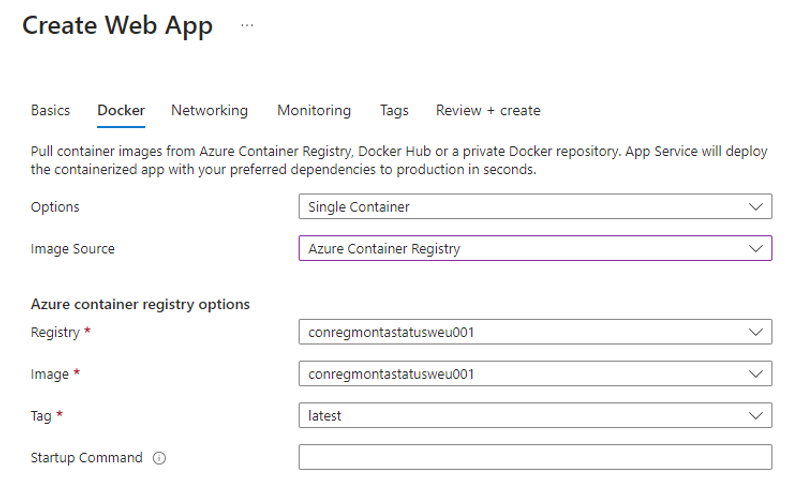 Create Web App ...
Basics Docker Networking Monitoring Tags Review + create
Pull container images from Azure Container Registry, Docker Hub or a private Docker repository. App Service will deploy
the containerized app with your preferred dependencies to production in seconds.
Options Single Container
Image Source Azure Container Registry
Azure container registry options
Registry * conregmontastatusweu001
Image * conregmontastatusweu001
Tag * latest
Startup Command